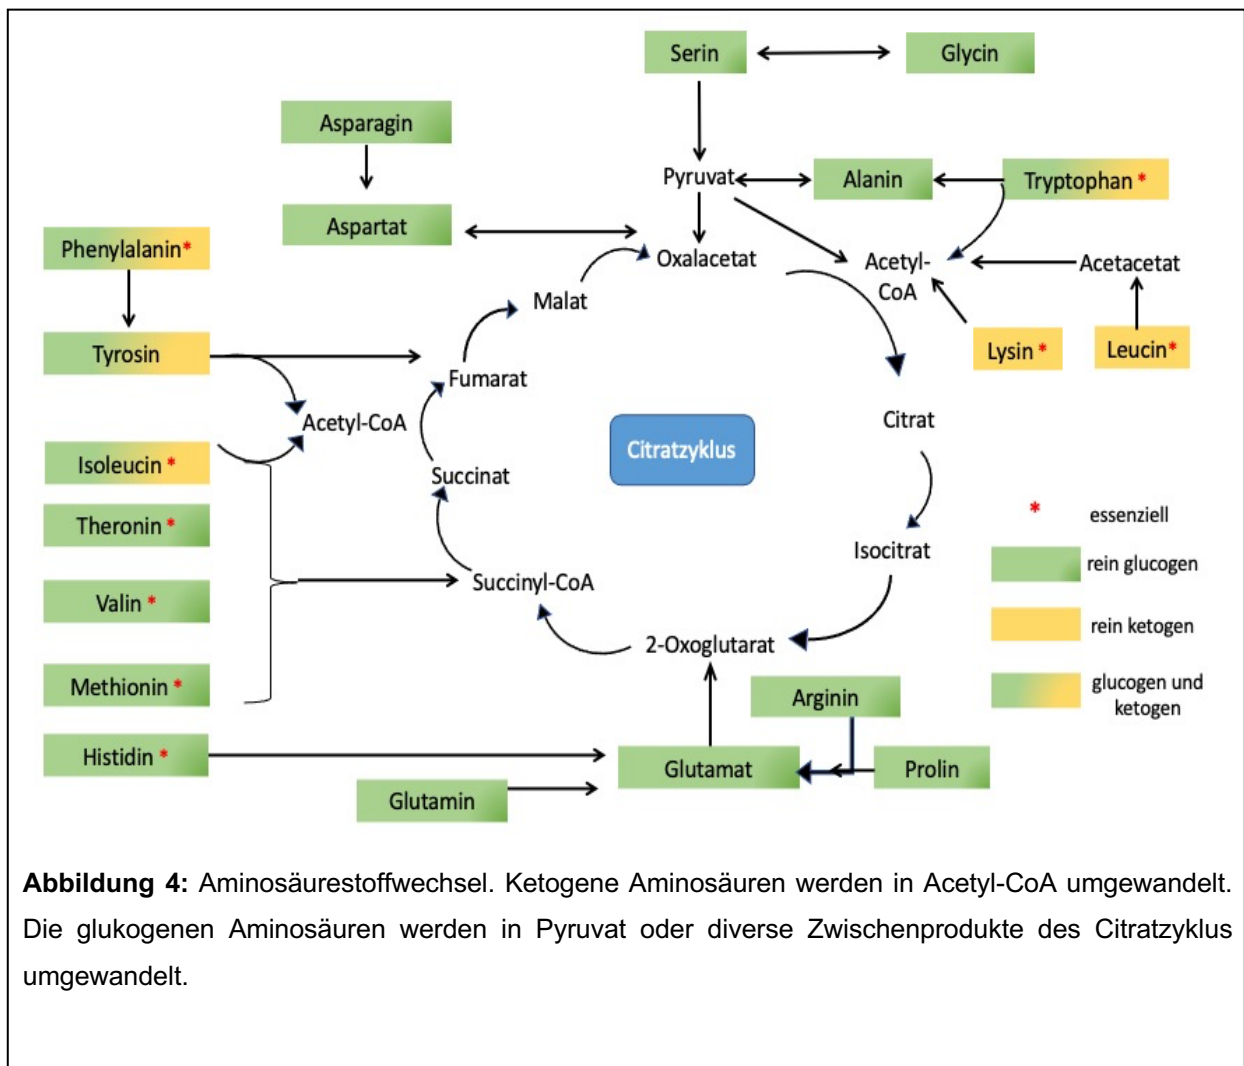 Serin
Glycin
Asparagin
Pyruvat
Alanin
Tryptophan *
Aspartat
Phenylalanin*
Oxalacetat
Acetyl-
CoA
Acetacetat
Malat
Tyrosin
Lysin *
Leucin*
Fumarat
Acetyl-CoA
Citrat
Citratzyklus
Isoleucin *
Succinat
Theronin *
* essenziell
Isocitrat
rein glucogen
Succinyl-CoA
Valin *
rein ketogen
2-Oxoglutarat
Methionin *
Arginin
glucogen und
ketogen
Histidin *
Glutamat
Prolin
Glutamin
Abbildung 4: Aminosäurestoffwechsel. Ketogene Aminosäuren werden in Acetyl-CoA umgewandelt.
Die glukogenen Aminosäuren werden in Pyruvat oder diverse Zwischenprodukte des Citratzyklus
umgewandelt.